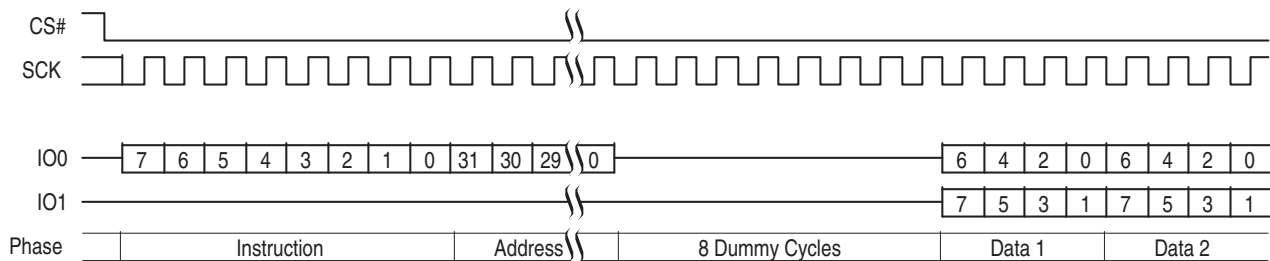 CS#
SCK
IO0 7 6 5 4 3 2 1 0 31 30 29 0 6 4 2 0 6 4 2 0
IO1 7 5 3 1 7 5 3 1
Phase Instruction Address 8 Dummy Cycles Data 1 Data 2